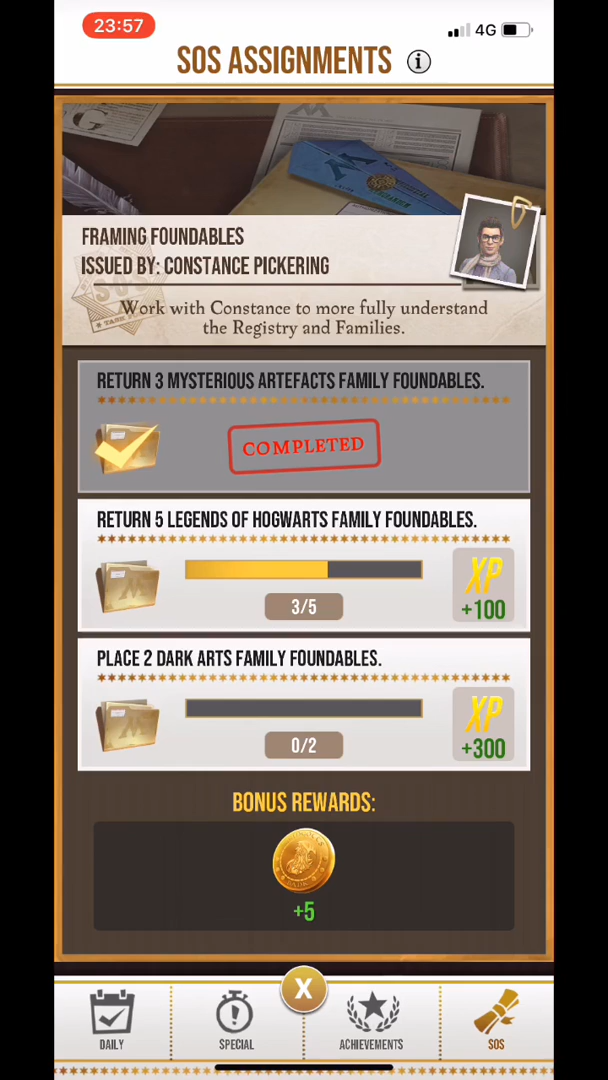 23:57
4G
SOS ASSIGNMENTS
FRAMING FOUNDABLES
ISSUED BY: CONSTANCE PICKERING
Work with Constance to more fully understand
the Registry and Families.
RETURN 3 MYSTERIOUS ARTEFACTS FAMILY FOUNDABLES.
COMPLETED
RETURN 5 LEGENDS OF HOGWARTS FAMILY FOUNDABLES.
3/5
XP
+100
PLACE 2 DARK ARTS FAMILY FOUNDABLES.
0/2
XP
+300
BONUS REWARDS:
+5
X
DAILY
SPECIAL
ACHIEVEMENTS
SOS